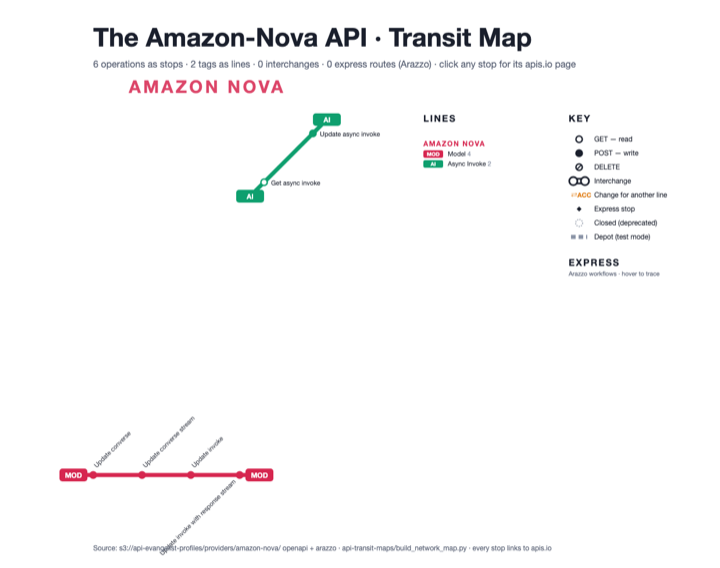 The Amazon-Nova API · Transit Map
6 operations as stops · 2 tags as lines · 0 interchanges · 0 express routes (Arazzo) · click any stop for its apis.io page
AMAZON NOVA
AI
Update async invoke
Get async invoke
AI
LINES
AMAZON NOVA
MOD Model 4
AI Async Invoke 2
KEY
GET — read
POST — write
DELETE
Interchange
ACC Change for another line
Express stop
Closed (deprecated)
Depot (test mode)
EXPRESS
Arazzo workflows · hover to trace
Update converse
Update converse stream
Update invoke
MOD
MOD
Update invoke with response stream
Source: s3://api-evangelist-profiles/providers/amazon-nova/ openapi + arazzo · api-transit-maps/build_network_map.py · every stop links to apis.io